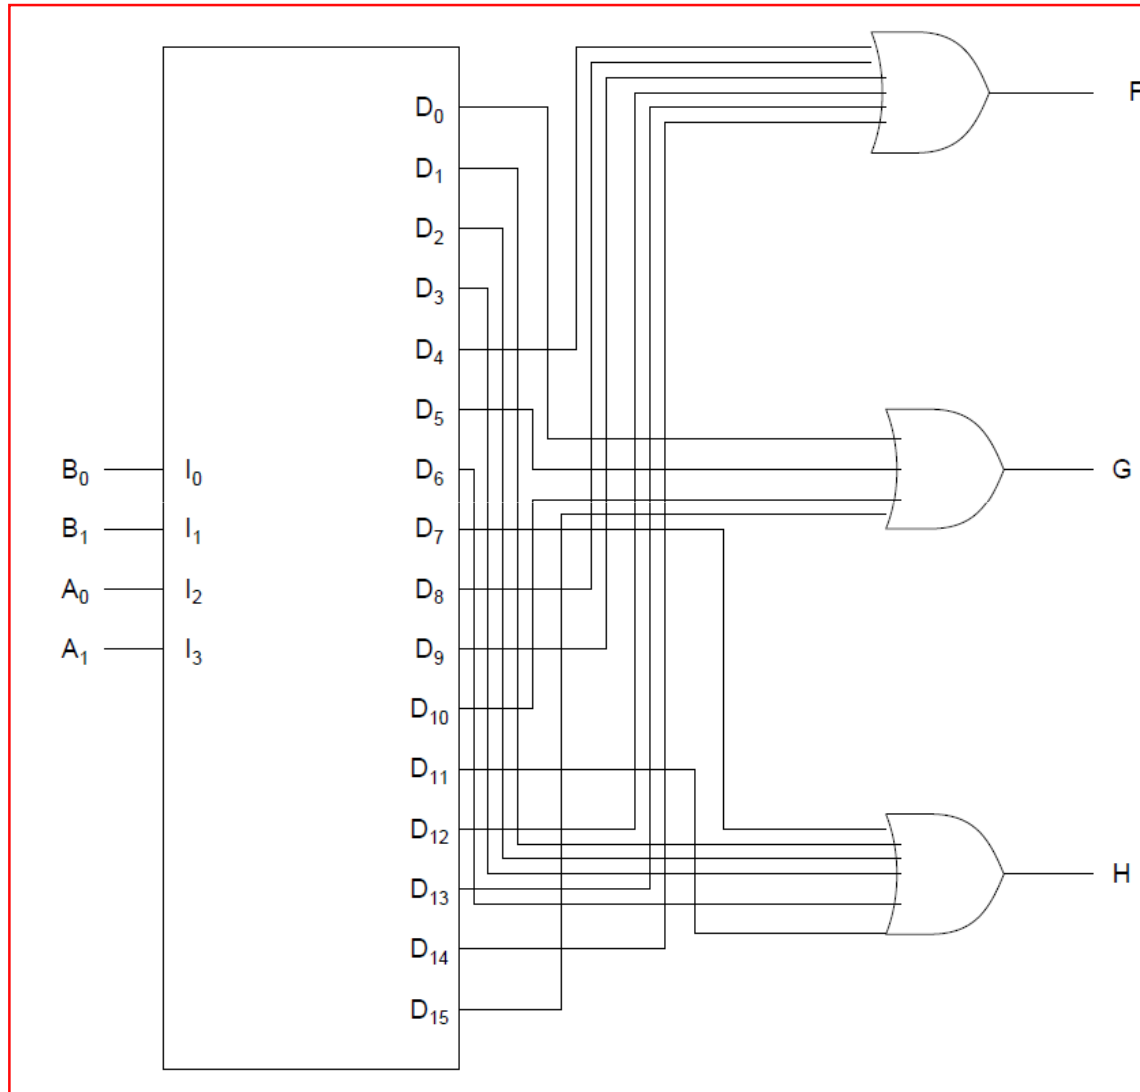 F
D₀
D₁
D₂
D₃
D₄
D₅
B₀ I₀ D₆ G
B₁ I₁ D₇
A₀ I₂ D₈
A₁ I₃ D₉
D₁₀
D₁₁
D₁₂
H
D₁₃
D₁₄
D₁₅